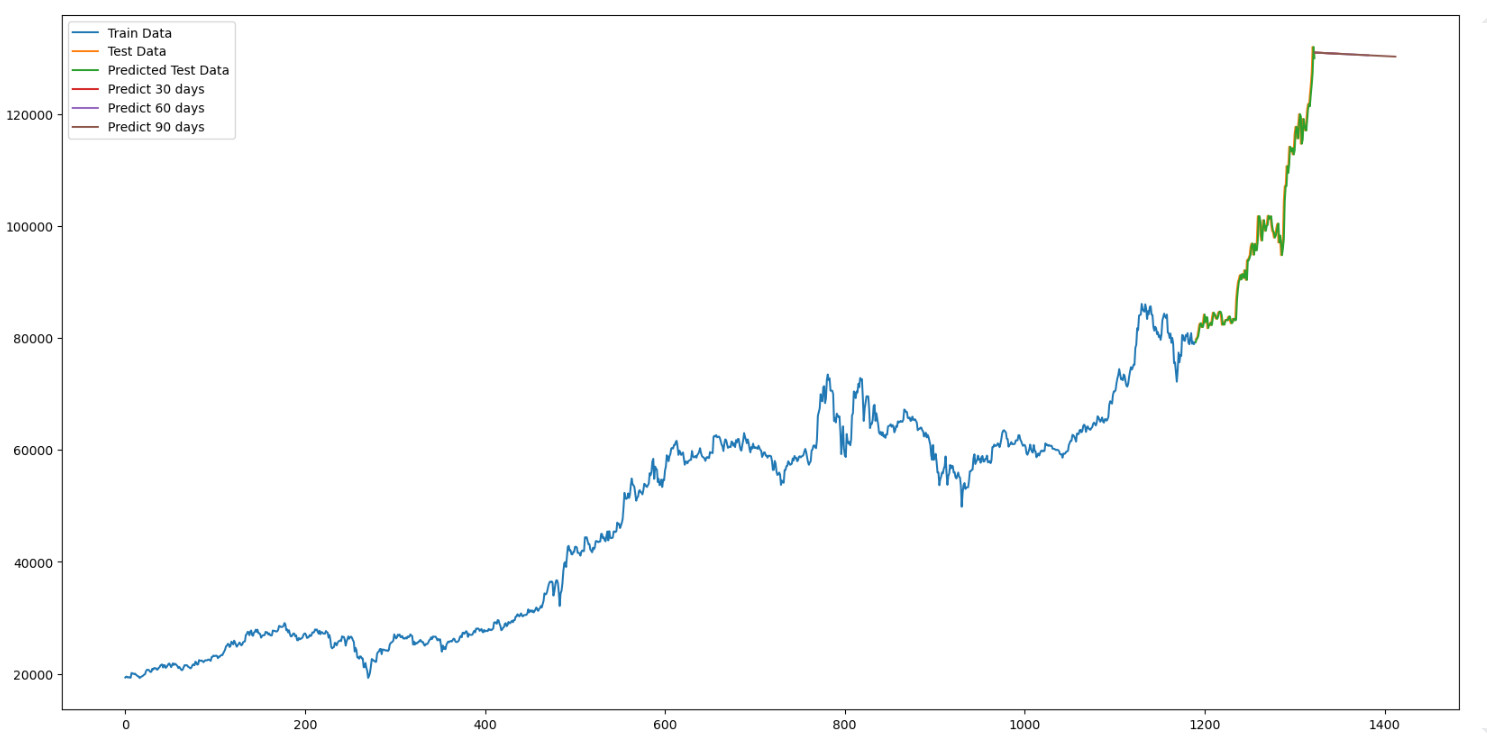 Train Data
Test Data
Predicted Test Data
Predict 30 days
Predict 60 days
Predict 90 days
120000
100000
80000
60000
40000
20000
0 200 400 600 800 1000 1200 1400